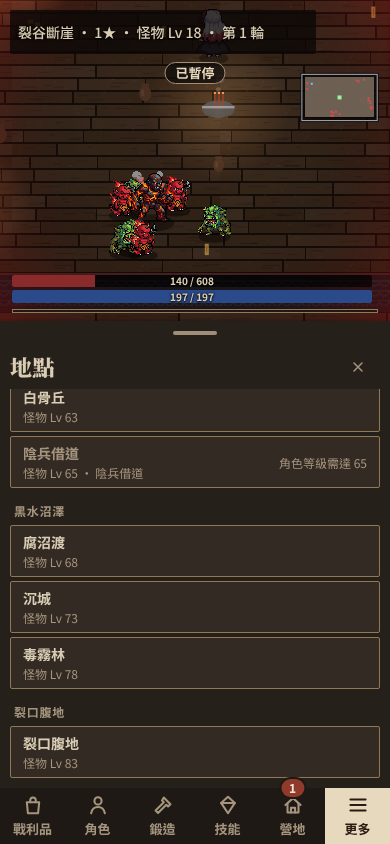 裂谷斷崖 • 1★ • 怪物 Lv 18 • 第 1 輪
已暫停
140 / 608
197 / 197
地點
×
白骨丘
怪物 Lv 63
陰兵借道
怪物 Lv 65 • 陰兵借道
角色等級需達 65
黑水沼澤
腐沼渡
怪物 Lv 68
沉城
怪物 Lv 73
毒霧林
怪物 Lv 78
裂口腹地
裂口腹地
怪物 Lv 83
1
戰利品
角色
鍛造
技能
營地
更多